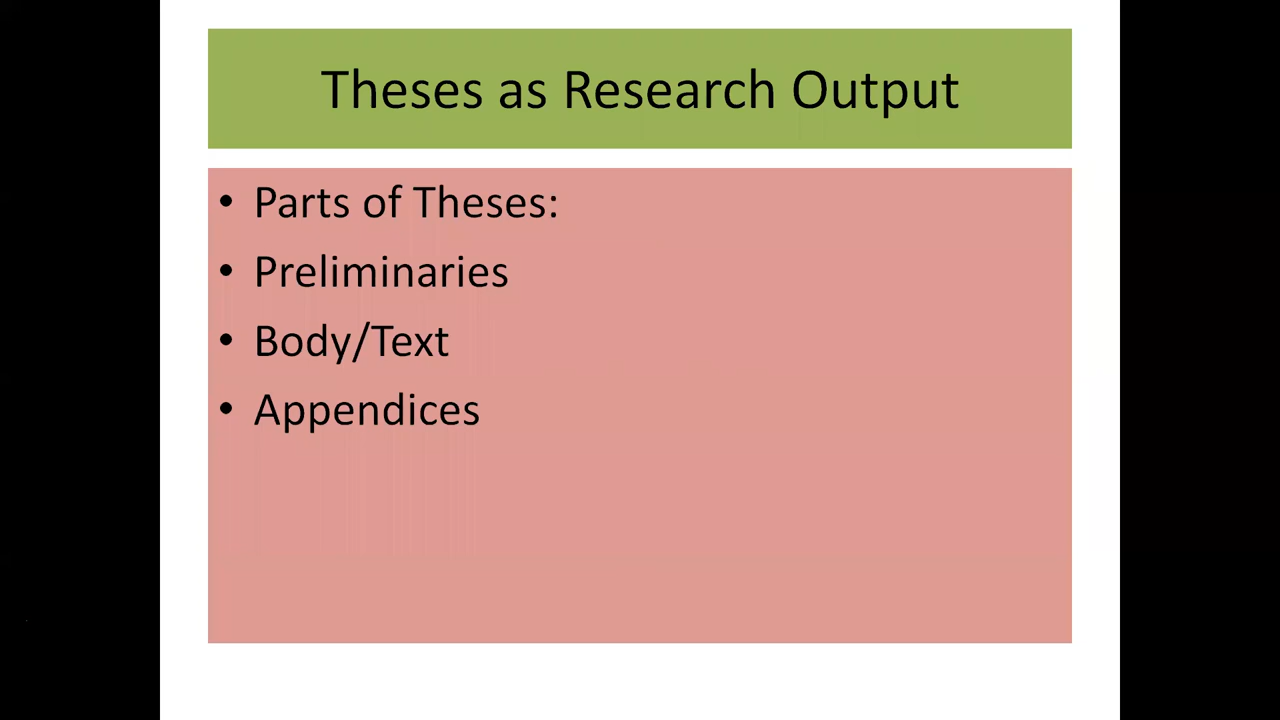 Theses as Research Output
• Parts of Theses:
• Preliminaries
• Body/Text
• Appendices